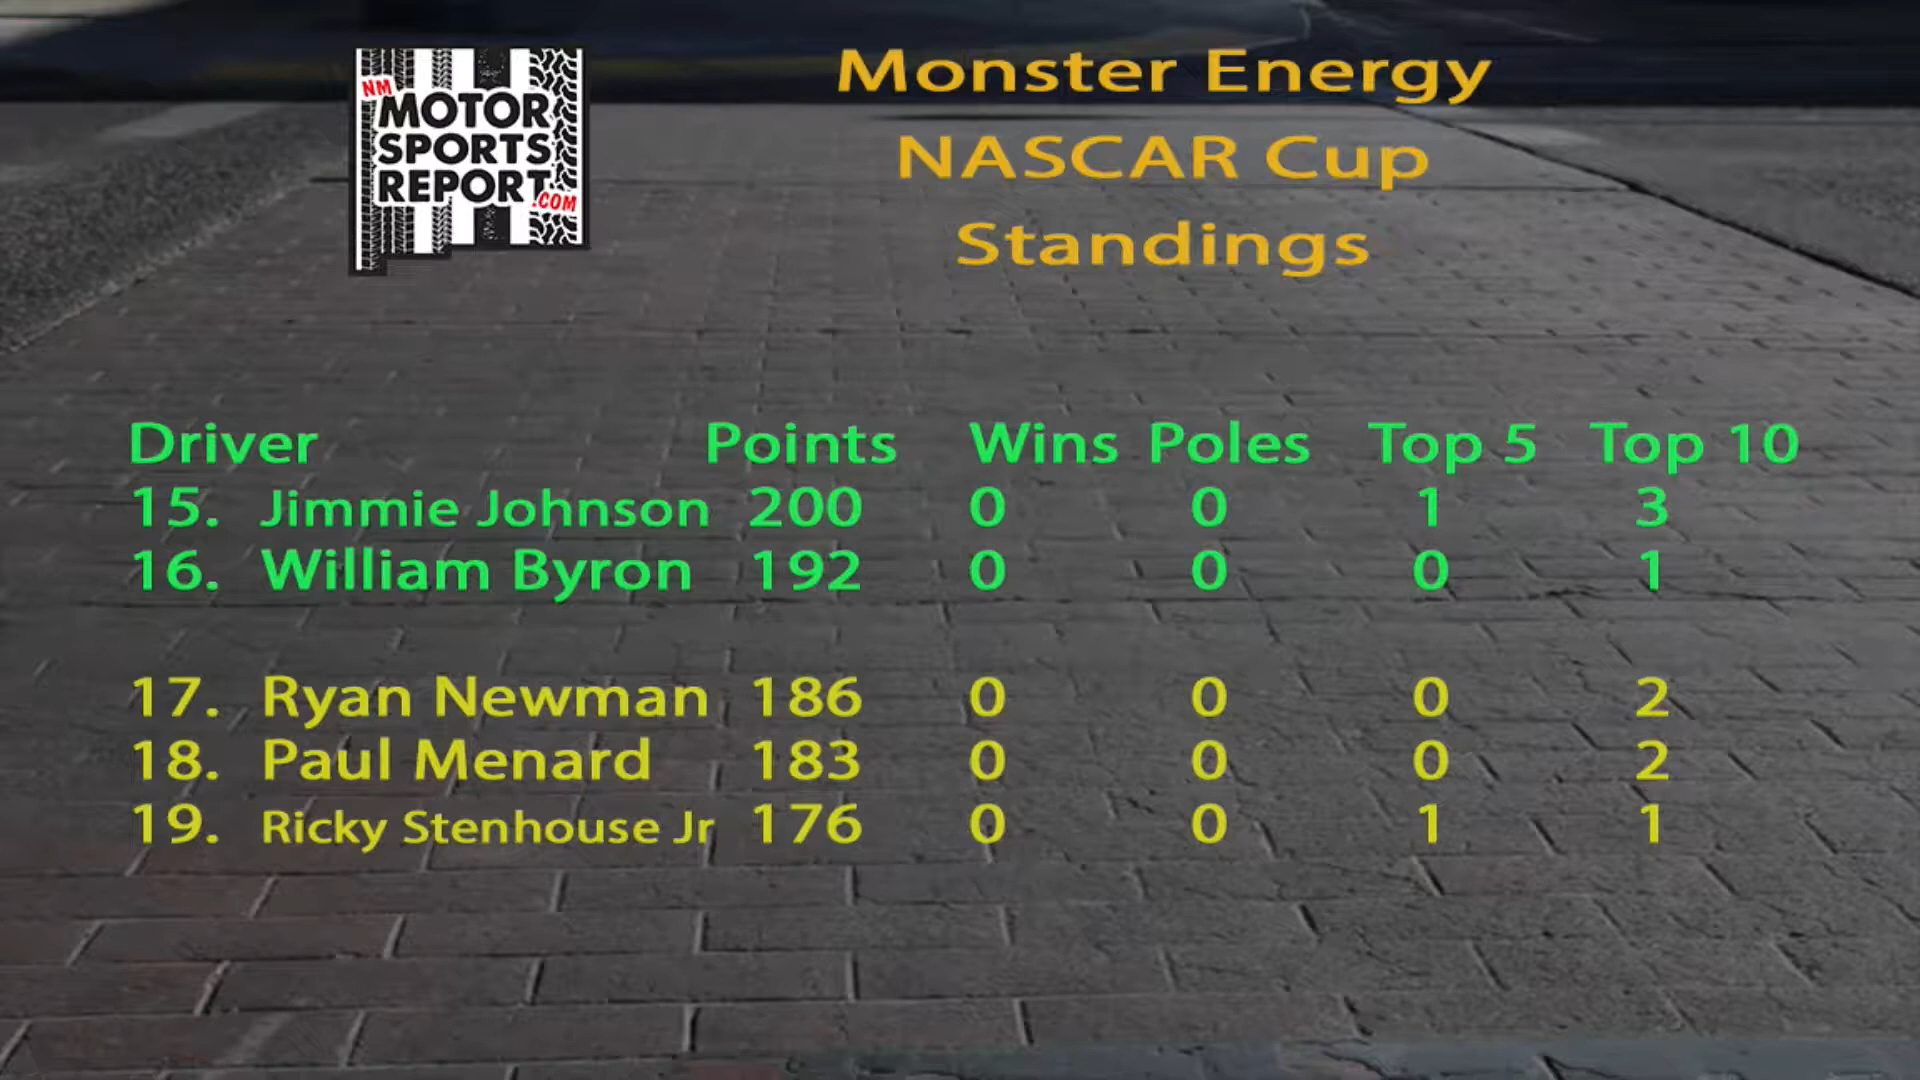 NM
MOTOR
SPORTS
REPORT
.COM
Monster Energy
NASCAR Cup
Standings
Driver Points Wins Poles Top 5 Top 10
15. Jimmie Johnson 200 0 0 1 3
16. William Byron 192 0 0 0 1
17. Ryan Newman 186 0 0 0 2
18. Paul Menard 183 0 0 0 2
19. Ricky Stenhouse Jr 176 0 0 1 1